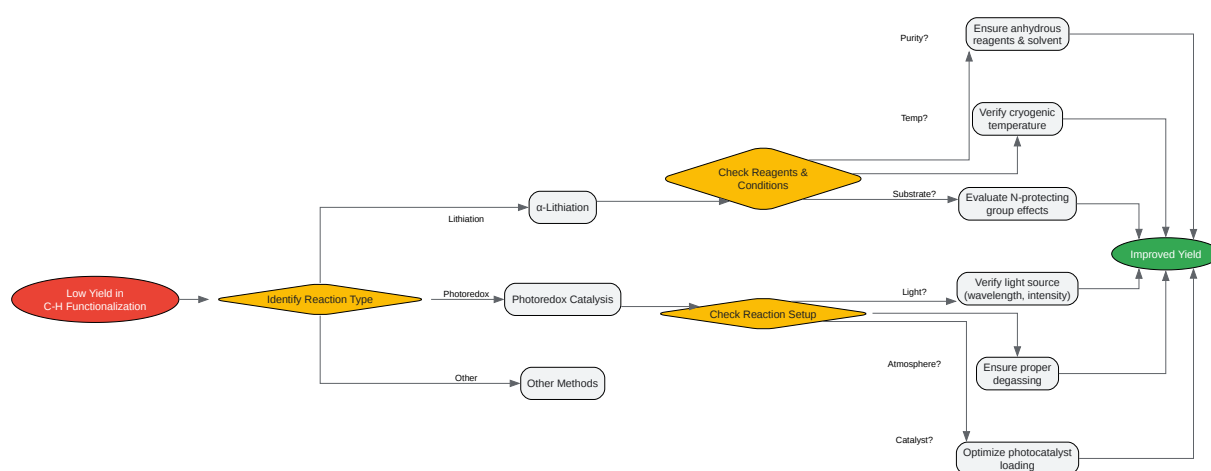 Purity?
Ensure anhydrous
reagents & solvent
Temp?
Verify cryogenic
temperature
Check Reagents &
Conditions
Substrate?
Evaluate N-protecting
group effects
α-Lithiation
Lithiation
Improved Yield
Low Yield in
C-H Functionalization
Identify Reaction Type
Photoredox
Photoredox Catalysis
Light?
Verify light source
(wavelength, intensity)
Check Reaction Setup
Atmosphere?
Ensure proper
degassing
Other
Other Methods
Catalyst?
Optimize photocatalyst
loading